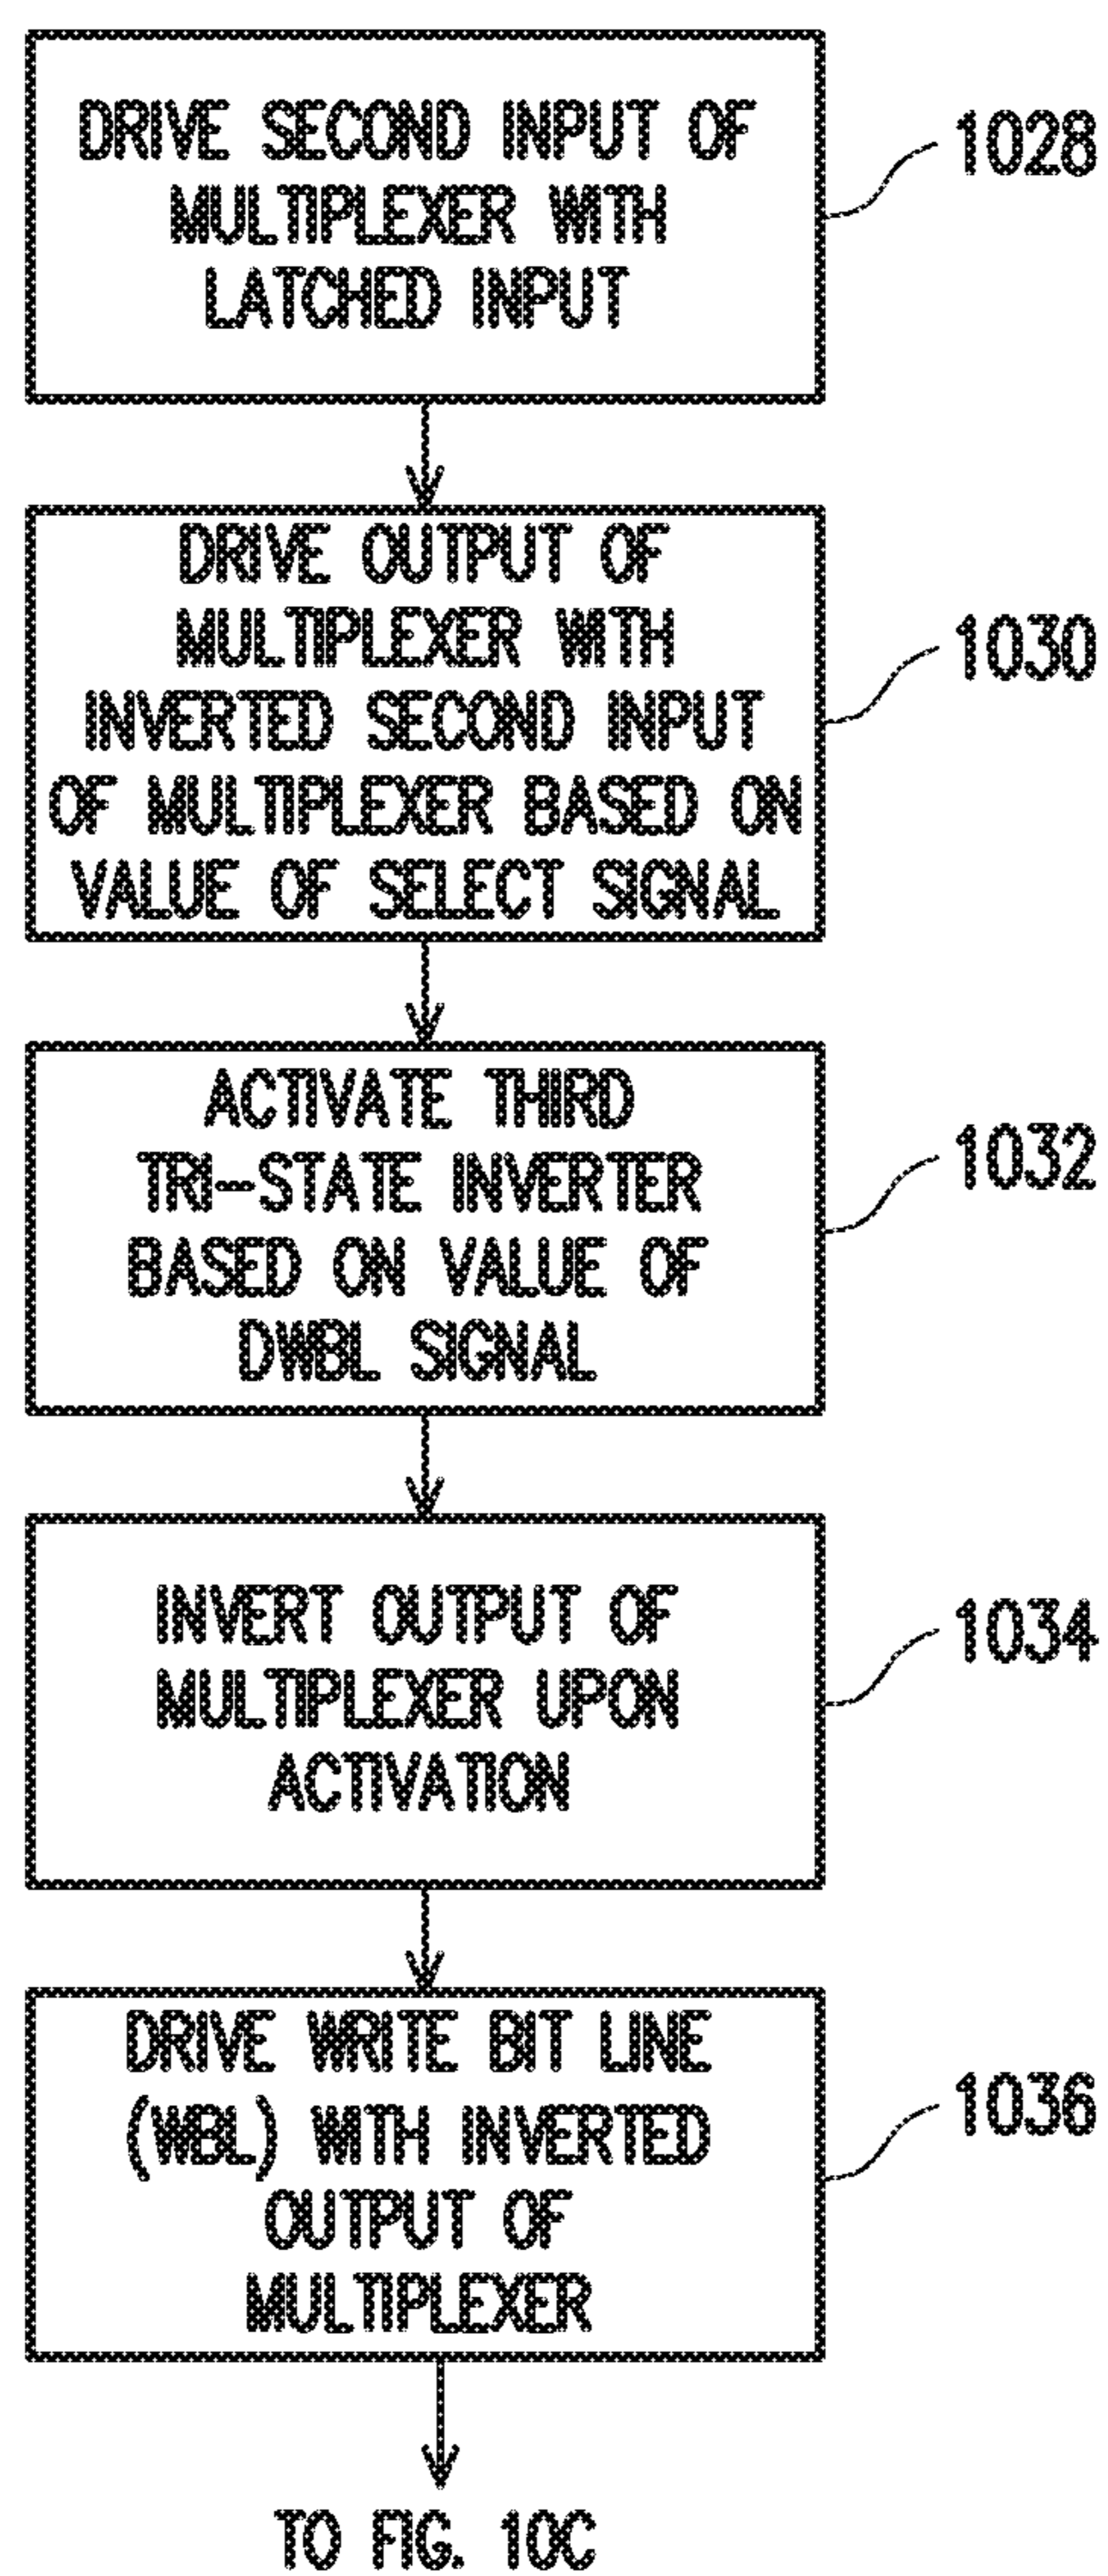 DRIVE SECOND INPUT OF
MULTIPLEXER WITH
LATCHED INPUT
1028
DRIVE OUTPUT OF
MULTIPLEXER WITH
INVERTED SECOND INPUT
OF MULTIPLEXER BASED ON
VALUE OF SELECT SIGNAL
1030
ACTIVATE THIRD
TRI-STATE INVERTER
BASED ON VALUE OF
DWBL SIGNAL
1032
INVERT OUTPUT OF
MULTIPLEXER UPON
ACTIVATION
1034
DRIVE WRITE BIT LINE
(WBL) WITH INVERTED
OUTPUT OF
MULTIPLEXER
1036
TO FIG. 10C